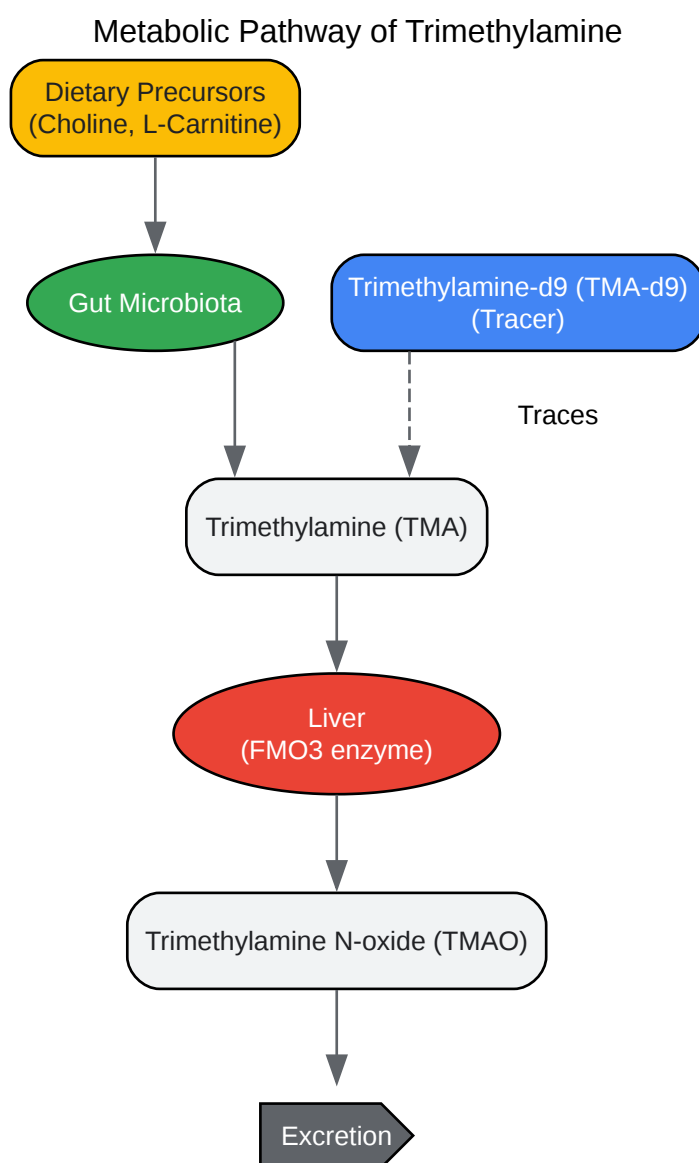 Metabolic Pathway of Trimethylamine
Dietary Precursors
(Choline, L-Carnitine)
Gut Microbiota
Trimethylamine-d9 (TMA-d9)
(Tracer)
Traces
Trimethylamine (TMA)
Liver
(FMO3 enzyme)
Trimethylamine N-oxide (TMAO)
Excretion